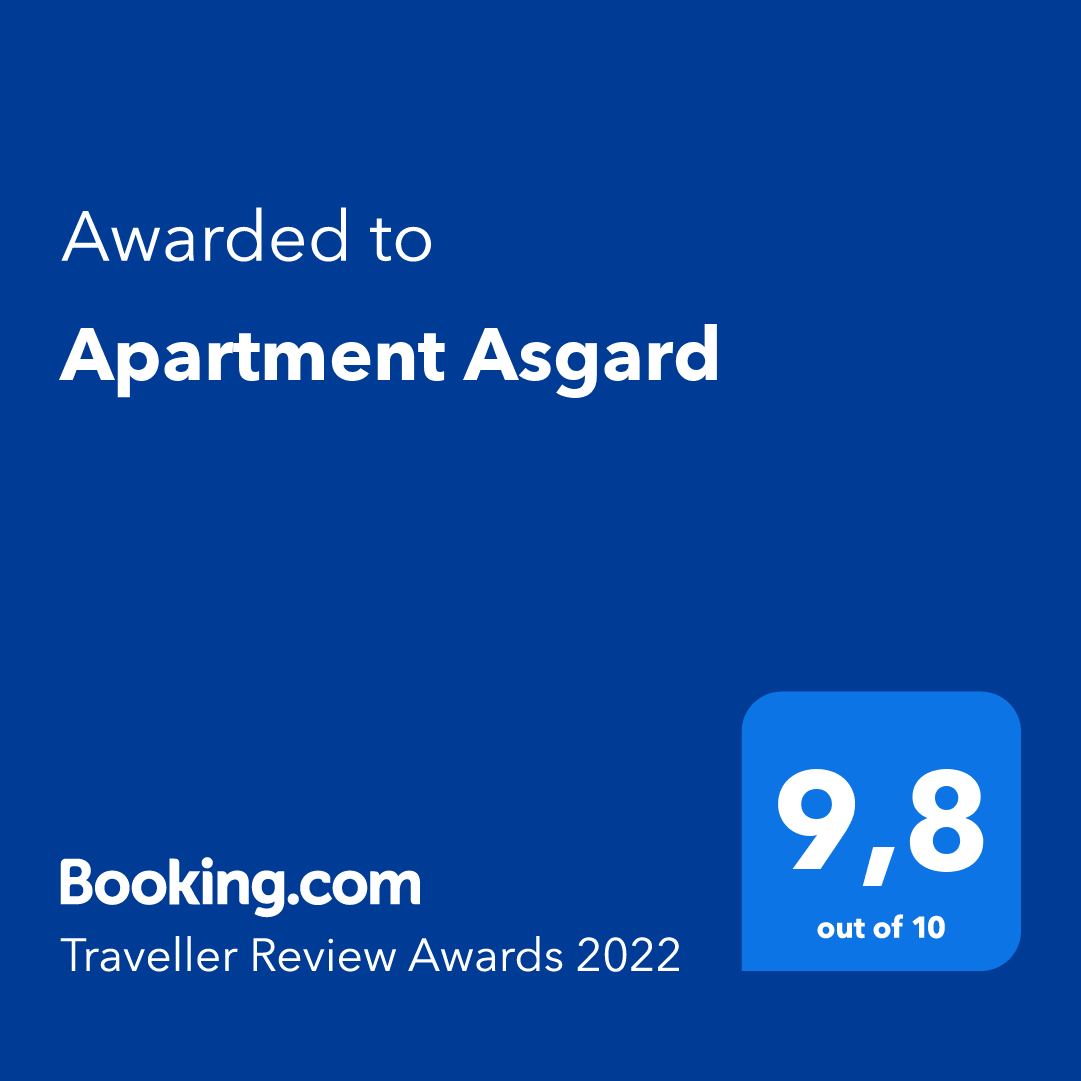 Awarded to
Apartment Asgard
9,8
out of 10
Booking.com
Traveller Review Awards 2022